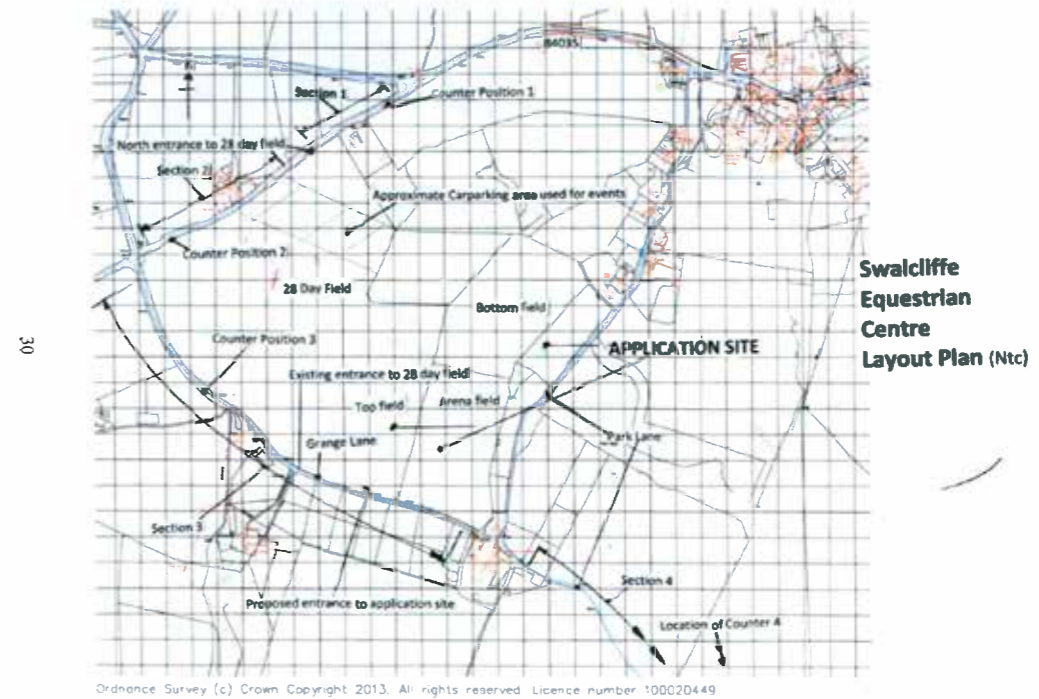 B4035
Section 1
Counter Position 1
North entrance to 28 day field
Section 2
Approximate Carparking area used for events
Counter Position 2
28 Day Field
Bottom field
Counter Position 3
APPLICATION SITE
Existing entrance to 28 day field
Top field
Arena field
Grange Lane
Park Lane
Section 3
Section 4
Proposed entrance to application site
Location of Counter 4
Swalcliffe
Equestrian
Centre
Layout Plan (Ntc)
30
Ordnance Survey (c) Crown Copyright 2013. All rights reserved. Licence number 100020449